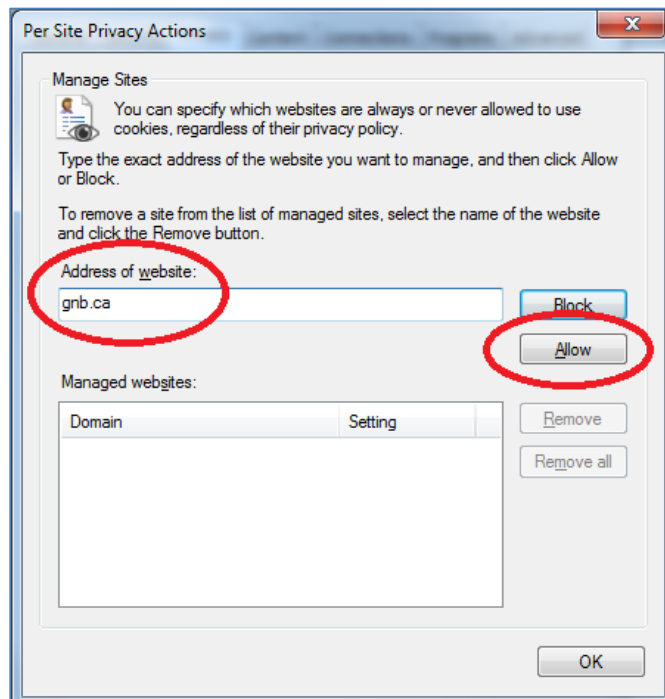 Per Site Privacy Actions
Manage Sites
You can specify which websites are always or never allowed to use
cookies, regardless of their privacy policy.
Type the exact address of the website you want to manage, and then click Allow
or Block.
To remove a site from the list of managed sites, select the name of the website
and click the Remove button.
Address of website:
gnb.ca
Block
Allow
Managed websites:
Domain Setting
Remove
Remove all
OK